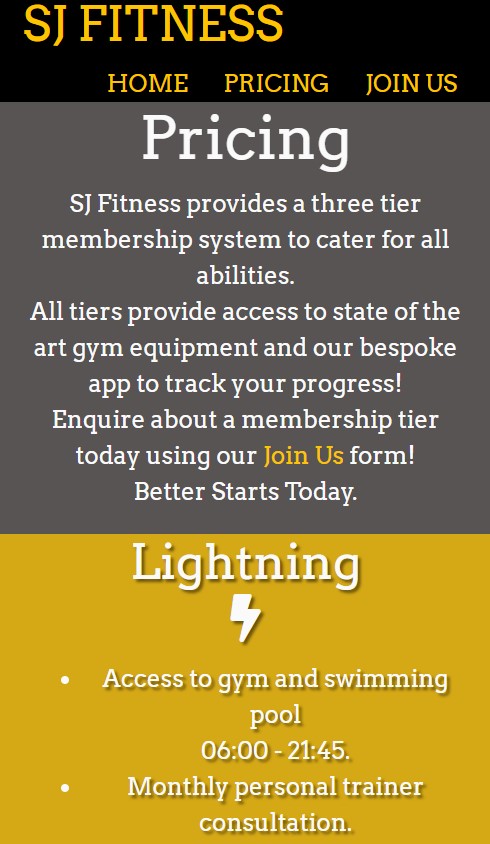 SJ FITNESS
HOME PRICING JOIN US
Pricing
SJ Fitness provides a three tier
membership system to cater for all
abilities.
All tiers provide access to state of the
art gym equipment and our bespoke
app to track your progress!
Enquire about a membership tier
today using our Join Us form!
Better Starts Today.
Lightning
• Access to gym and swimming
pool
06:00 - 21:45.
• Monthly personal trainer
consultation.